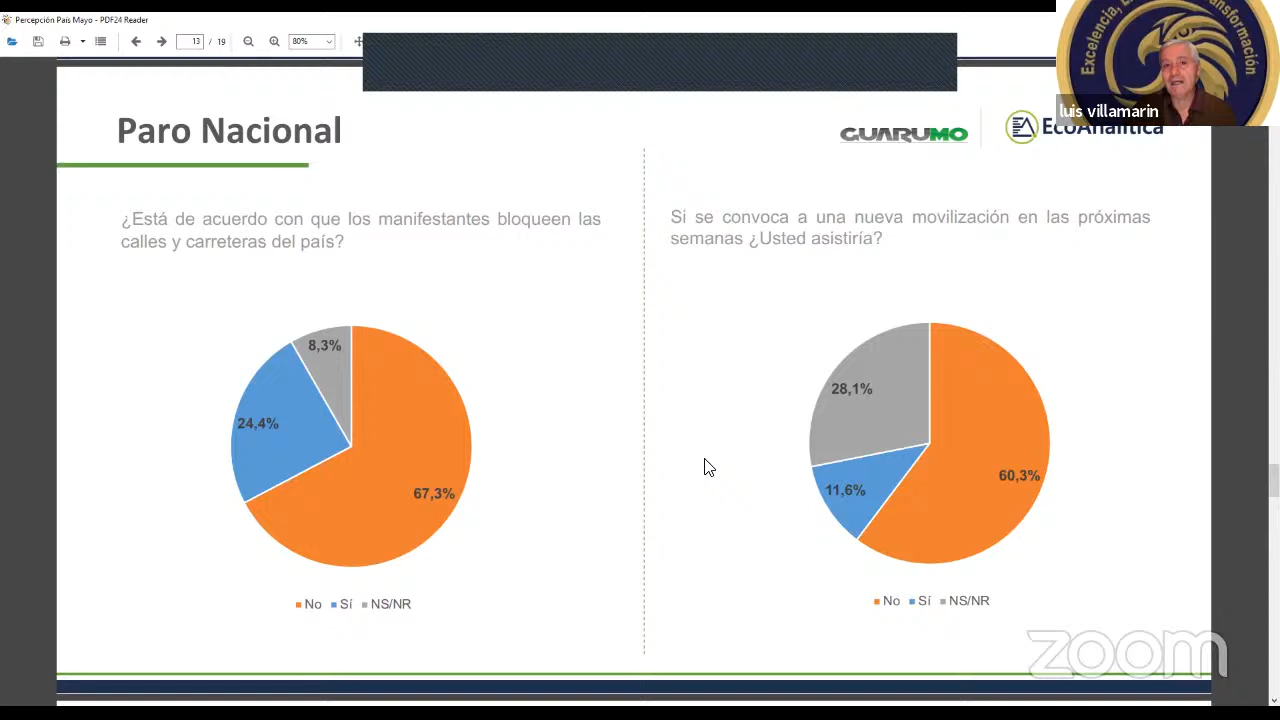 Percepción País Mayo - PDF24 Reader
13 / 19
80%
Excelencia, E
Transformación
luis villamarin
Paro Nacional
GUARUMO
EcoAnalítica
¿Está de acuerdo con que los manifestantes bloqueen las
calles y carreteras del país?
8,3%
24,4%
67,3%
No Sí NS/NR
Si se convoca a una nueva movilización en las próximas
semanas ¿Usted asistiría?
28,1%
11,6%
60,3%
No Sí NS/NR
zoom